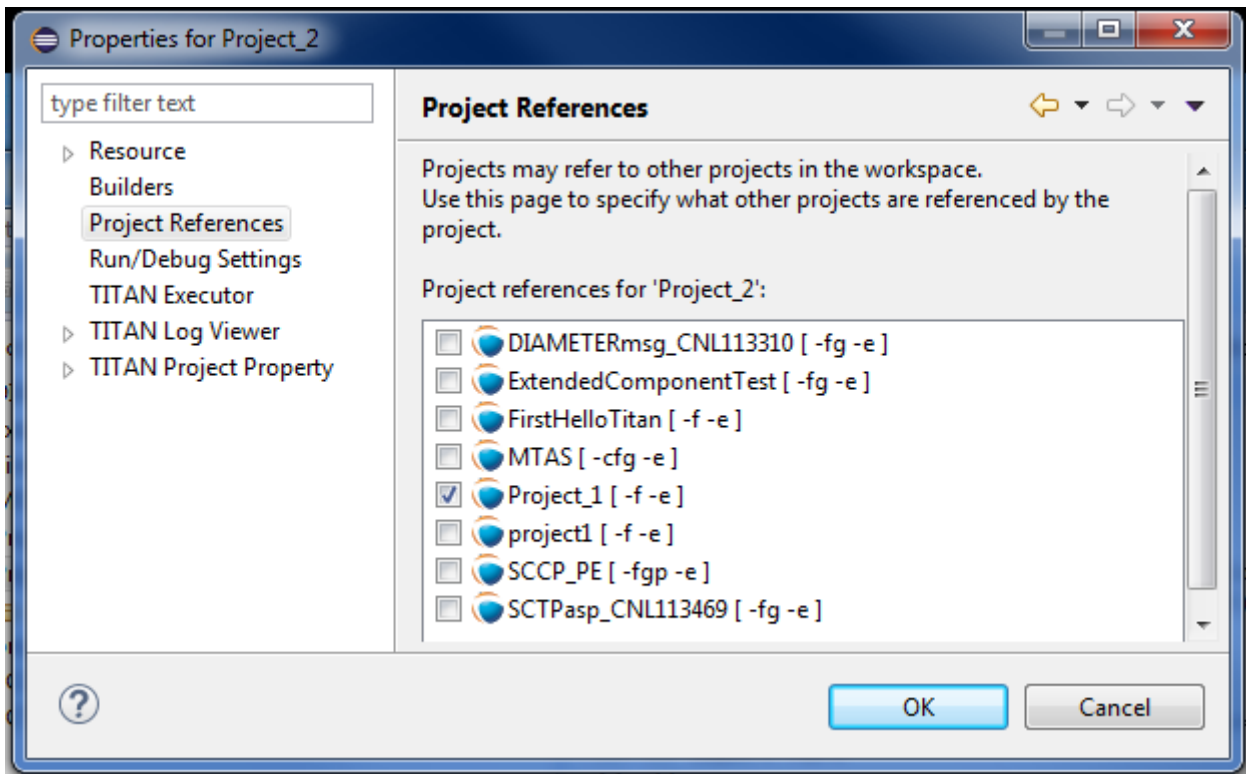 Properties for Project_2
type filter text
Resource
Builders
Project References
Run/Debug Settings
TITAN Executor
TITAN Log Viewer
TITAN Project Property
Project References
Projects may refer to other projects in the workspace.
Use this page to specify what other projects are referenced by the
project.
Project references for 'Project_2':
DIAMETERmsg_CNL113310 [ -fg -e ]
ExtendedComponentTest [ -fg -e ]
FirstHelloTitan [ -f -e ]
MTAS [ -cfg -e ]
Project_1 [ -f -e ]
project1 [ -f -e ]
SCCP_PE [ -fgp -e ]
SCTPasp_CNL113469 [ -fg -e ]
?
OK
Cancel